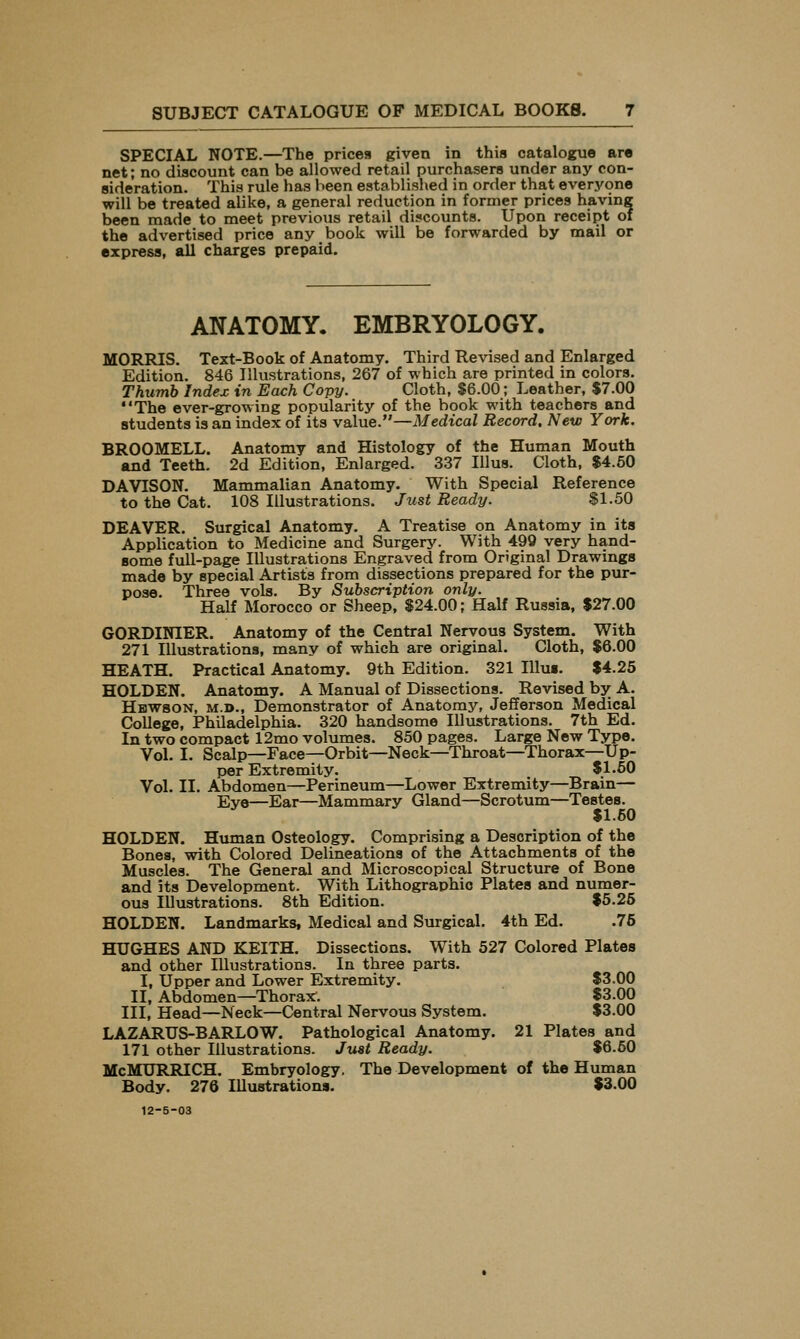 SUBJECT CATALOGUE OF MEDICAL BOOKS. 7
SPECIAL NOTE.—The prices given in this catalogue are
net; no discount can be allowed retail purchasers under any con-
sideration. This rule has been established in order that everyone
will be treated alike, a general reduction in former prices having
been made to meet previous retail discounts. Upon receipt of
the advertised price any book will be forwarded by mail or
express, all charges prepaid.
ANATOMY. EMBRYOLOGY.
MORRIS. Text-Book of Anatomy. Third Revised and Enlarged
Edition. 846 Illustrations, 267 of which are printed in colors.
Thumb Index in Each Copy. Cloth, $6.00; Leather, $7.00
"The ever-growing popularity of the book with teachers and
students is an index of its value."—Medical Record, New York.
BROOMELL. Anatomy and Histology of the Human Mouth
and Teeth. 2d Edition, Enlarged. 337 Illus. Cloth, $4.50
DAVISON. Mammalian Anatomy. With Special Reference
to the Cat. 108 Illustrations. Just Ready. $1.50
DEAVER. Surgical Anatomy. A Treatise on Anatomy in its
Application to Medicine and Surgery. With 499 very hand-
some full-page Illustrations Engraved from Original Drawings
made by special Artists from dissections prepared for the pur-
pose. Three vols. By Subscription only.
Half Morocco or Sheep, $24.00; Half Russia, $27.00
GORDINIER. Anatomy of the Central Nervous System. With
271 Illustrations, many of which are original. Cloth, $6.00
HEATH. Practical Anatomy. 9th Edition. 321 Illus. $4.25
HOLDEN. Anatomy. A Manual of Dissections. Revised by A.
Hewson, M.D., Demonstrator of Anatomy, Jefferson Medical
College, Philadelphia. 320 handsome Illustrations. 7th Ed.
In two compact 12mo volumes. 850 pages. Large New Type.
Vol. I. Scalp—Face—Orbit—Neck—Throat—Thorax—Up-
per Extremity. $1.50
Vol. II. Abdomen—Perineum—Lower Extremity—Brain—
Eye—Ear—Mammary Gland—Scrotum—Testes.
$1.50
HOLDEN. Human Osteology. Comprising a Description of the
Bones, with Colored Delineations of the Attachments of the
Muscles. The General and Microscopical Structure of Bone
and its Development. With Lithographic Plates and numer-
ous Illustrations. 8th Edition. $5.25
HOLDEN. Landmarks, Medical and Surgical. 4th Ed. .75
HUGHES AND KEITH. Dissections. With 527 Colored Plates
and other Illustrations. In three parts.
I, Upper and Lower Extremity. $3.00
II, Abdomen—Thorax. $3.00
III, Head—Neck—Central Nervous System. $3.00
LAZARUS-BARLOW. Pathological Anatomy. 21 Plates and
171 other Illustrations. Just Ready. $6.50
McMURRICH. Embryology. The Development of the Human
Body. 276 Illustrations. $3.00
12-5-03